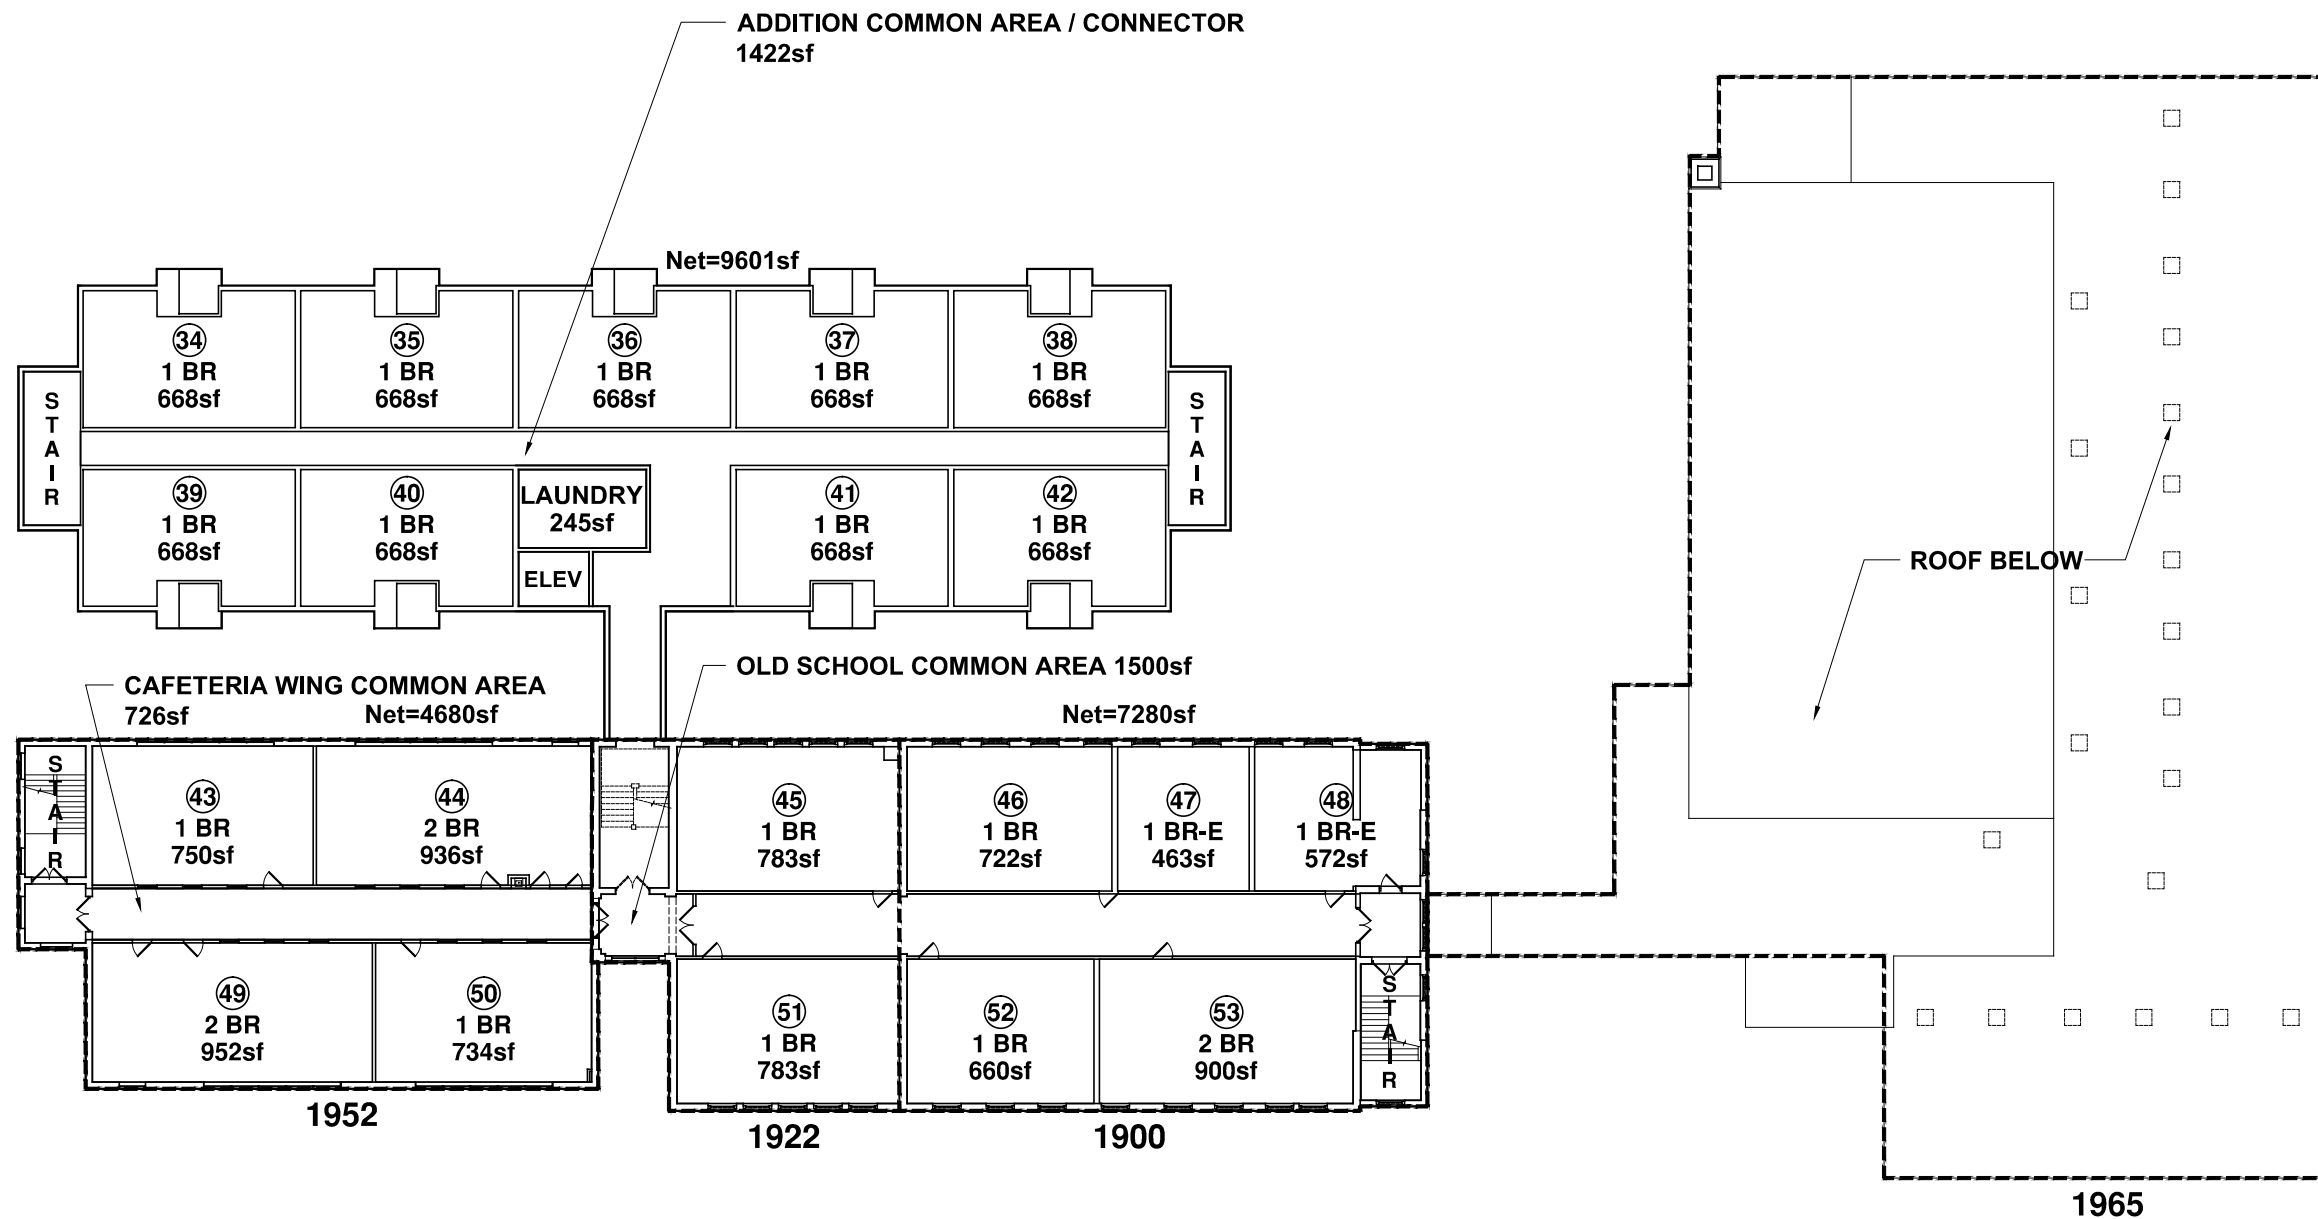 ADDITION COMMON AREA / CONNECTOR
1422sf
Net=9601sf
34
1 BR
668sf
35
1 BR
668sf
36
1 BR
668sf
37
1 BR
668sf
38
1 BR
668sf
STAIR
STAIR
39
1 BR
668sf
40
1 BR
668sf
LAUNDRY
245sf
ELEV
41
1 BR
668sf
42
1 BR
668sf
ROOF BELOW
CAFETERIA WING COMMON AREA
726sf
Net=4680sf
OLD SCHOOL COMMON AREA 1500sf
Net=7280sf
STAIR
43
1 BR
750sf
44
2 BR
936sf
45
1 BR
783sf
46
1 BR
722sf
47
1 BR-E
463sf
48
1 BR-E
572sf
49
2 BR
952sf
50
1 BR
734sf
51
1 BR
783sf
52
1 BR
660sf
53
2 BR
900sf
STAIR
1952
1922
1900
1965